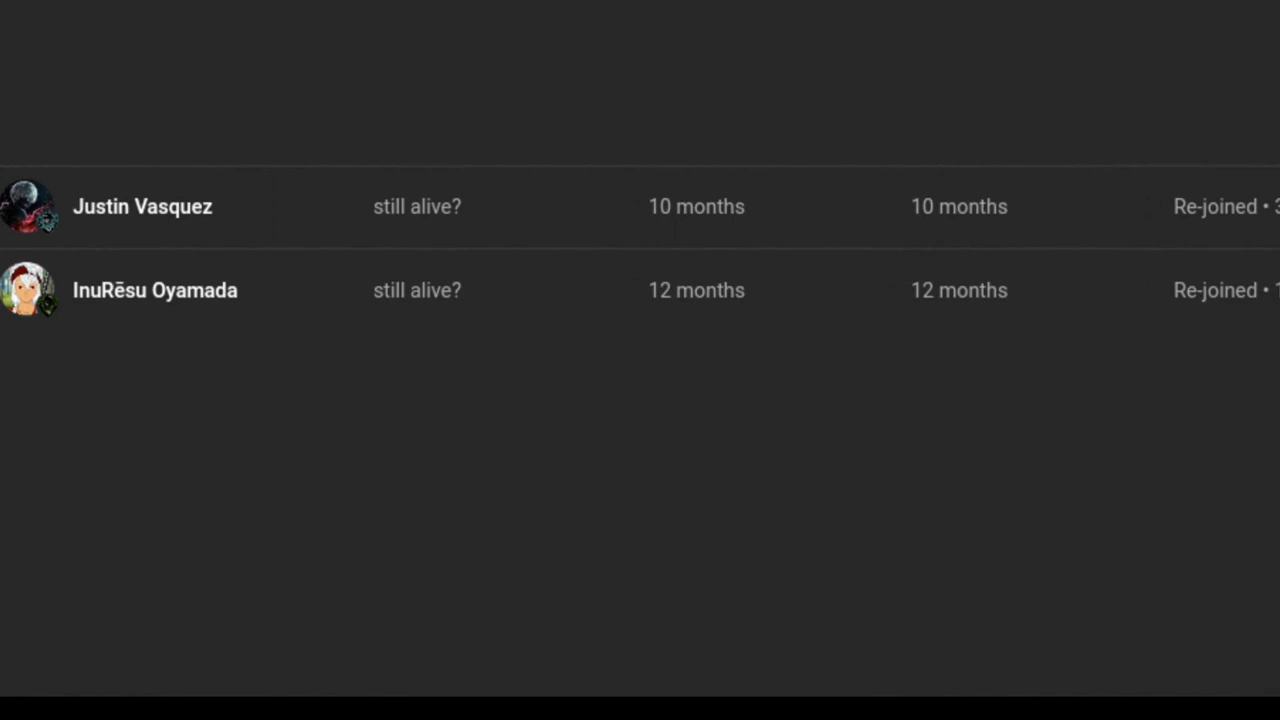 Justin Vasquez still alive? 10 months 10 months Re-joined •
InuRēsu Oyamada still alive? 12 months 12 months Re-joined •